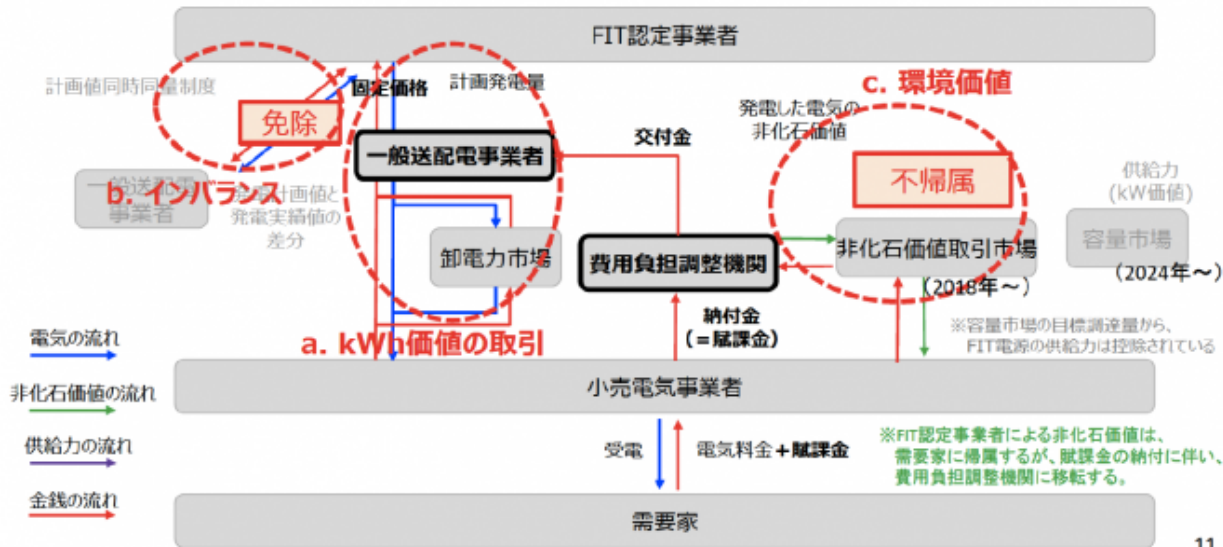 FIT認定事業者
計画値同時同量制度
固定価格
計画発電量
免除
一般送配電事業者
一般送配電
事業者
b. インバランス
発電計画値と
発電実績値の
差分
卸電力市場
a. kWh価値の取引
交付金
費用負担調整機関
納付金
(=賦課金)
c. 環境価値
発電した電気の
非化石価値
不帰属
非化石価値取引市場
(2018年～)
供給力
(kW価値)
容量市場
(2024年～)
※容量市場の目標調達量から、
FIT電源の供給力は控除されている
電気の流れ
非化石価値の流れ
供給力の流れ
金銭の流れ
小売電気事業者
受電
電気料金+賦課金
※FIT認定事業者による非化石価値は、
需要家に帰属するが、賦課金の納付に伴い、
費用負担調整機関に移転する。
需要家
11